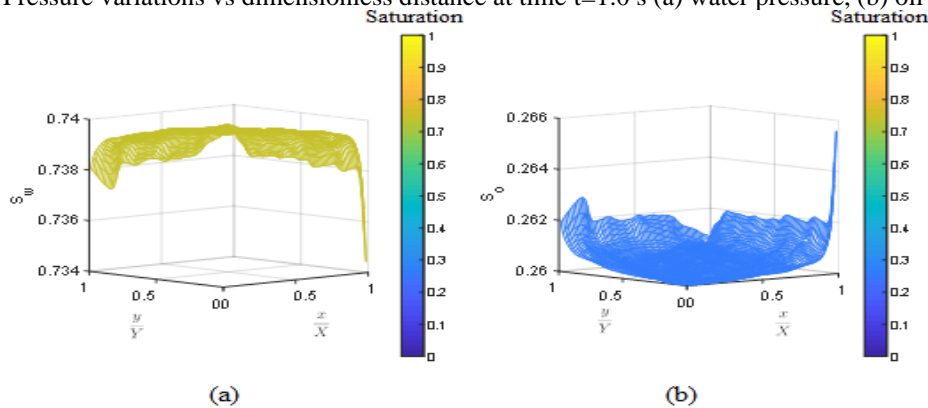 Pressure variations vs dimensionless distance at time t=1.0 s (a) water pressure, (b) oil
Saturation Saturation
1 1
0.9 0.9
0.74 0.266
0.8 0.8
0.7 0.7
0.738 0.264
0.6 0.6
S_w S_o
0.5 0.5
0.736 0.262
0.4 0.4
0.3 0.3
0.734 0.26
1 0.5 00 0.5 1 1 0.5 00 0.5 1
0.2 0.2
y/Y x/X y/Y x/X
0.1 0.1
0 0
(a) (b)